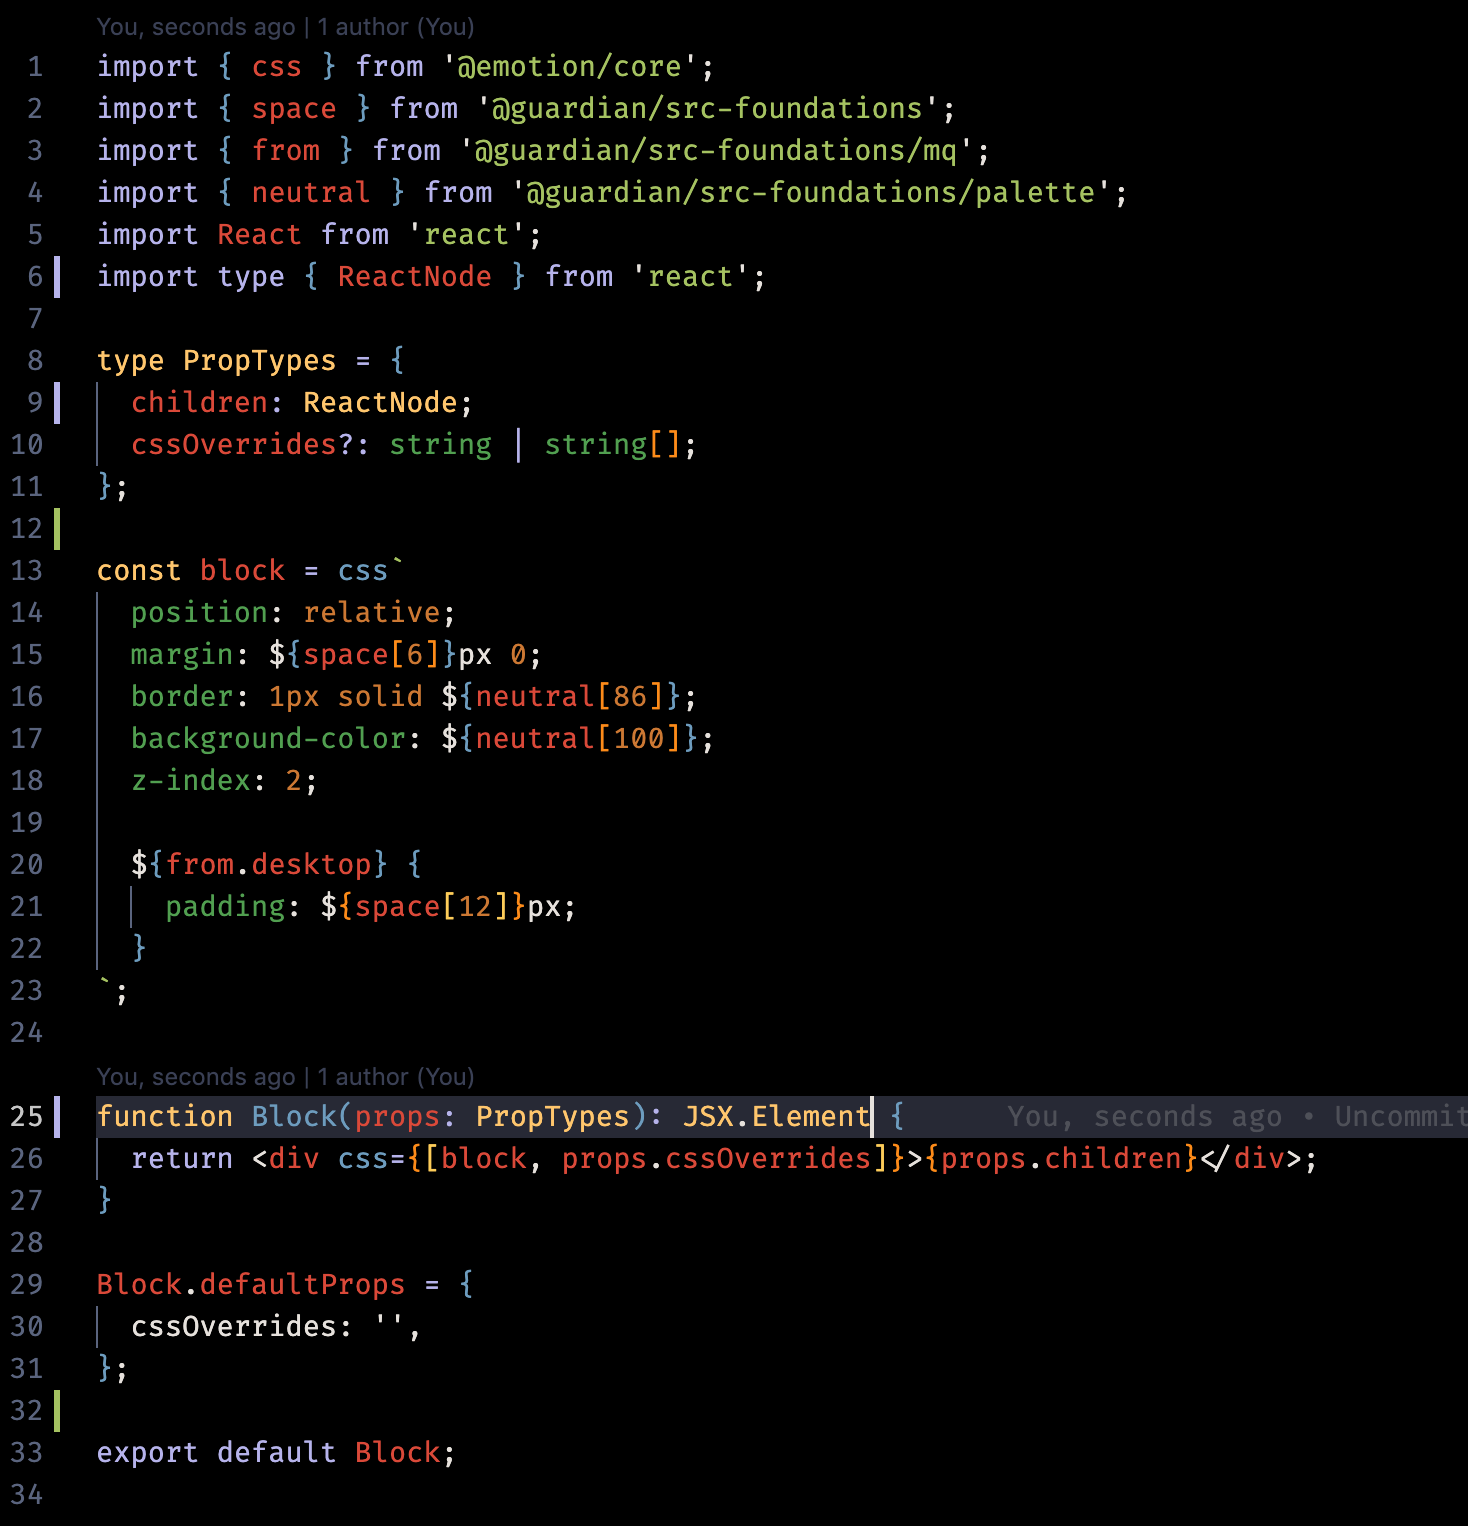 You, seconds ago | 1 author (You)
1 import { css } from '@emotion/core';
2 import { space } from '@guardian/src-foundations';
3 import { from } from '@guardian/src-foundations/mq';
4 import { neutral } from '@guardian/src-foundations/palette';
5 import React from 'react';
6 import type { ReactNode } from 'react';
7
8 type PropTypes = {
9   children: ReactNode;
10   cssOverrides?: string | string[];
11 };
12
13 const block = css`
14   position: relative;
15   margin: ${space[6]}px 0;
16   border: 1px solid ${neutral[86]};
17   background-color: ${neutral[100]};
18   z-index: 2;
19
20   ${from.desktop} {
21     padding: ${space[12]}px;
22   }
23 `;
24
You, seconds ago | 1 author (You)
25 function Block(props: PropTypes): JSX.Element { You, seconds ago • Uncommit
26   return <div css={[block, props.cssOverrides]}>{props.children}</div>;
27 }
28
29 Block.defaultProps = {
30   cssOverrides: '',
31 };
32
33 export default Block;
34